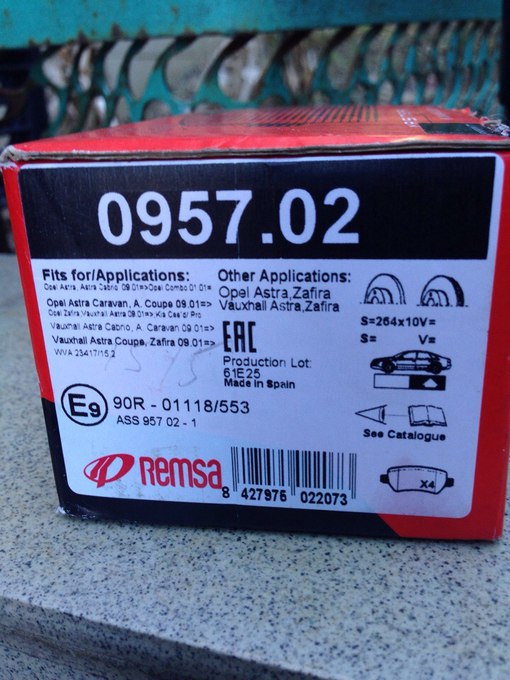 0957.02
Fits for/Applications:
Opel Astra, Astra Cabrio 09.01=>Opel Combo 01.01=
Opel Astra Caravan, A. Coupe 09.01=>
Opel Zafira,Vauxhall Astra 09.01=>,Kia Cee'd/ Pro
Vauxhall Astra Cabrio, A. Caravan 09.01=>
Vauxhall Astra Coupe, Zafira 09.01=>
WVA 23417/15,2
Other Applications:
Opel Astra,Zafira
Vauxhall Astra,Zafira
EAC
Production Lot:
61E25
Made in Spain
S=264x10V=
S= V=
See Catalogue
E9
90R - 01118/553
ASS 957 02 - 1
REMSA
8 427975 022073
X4